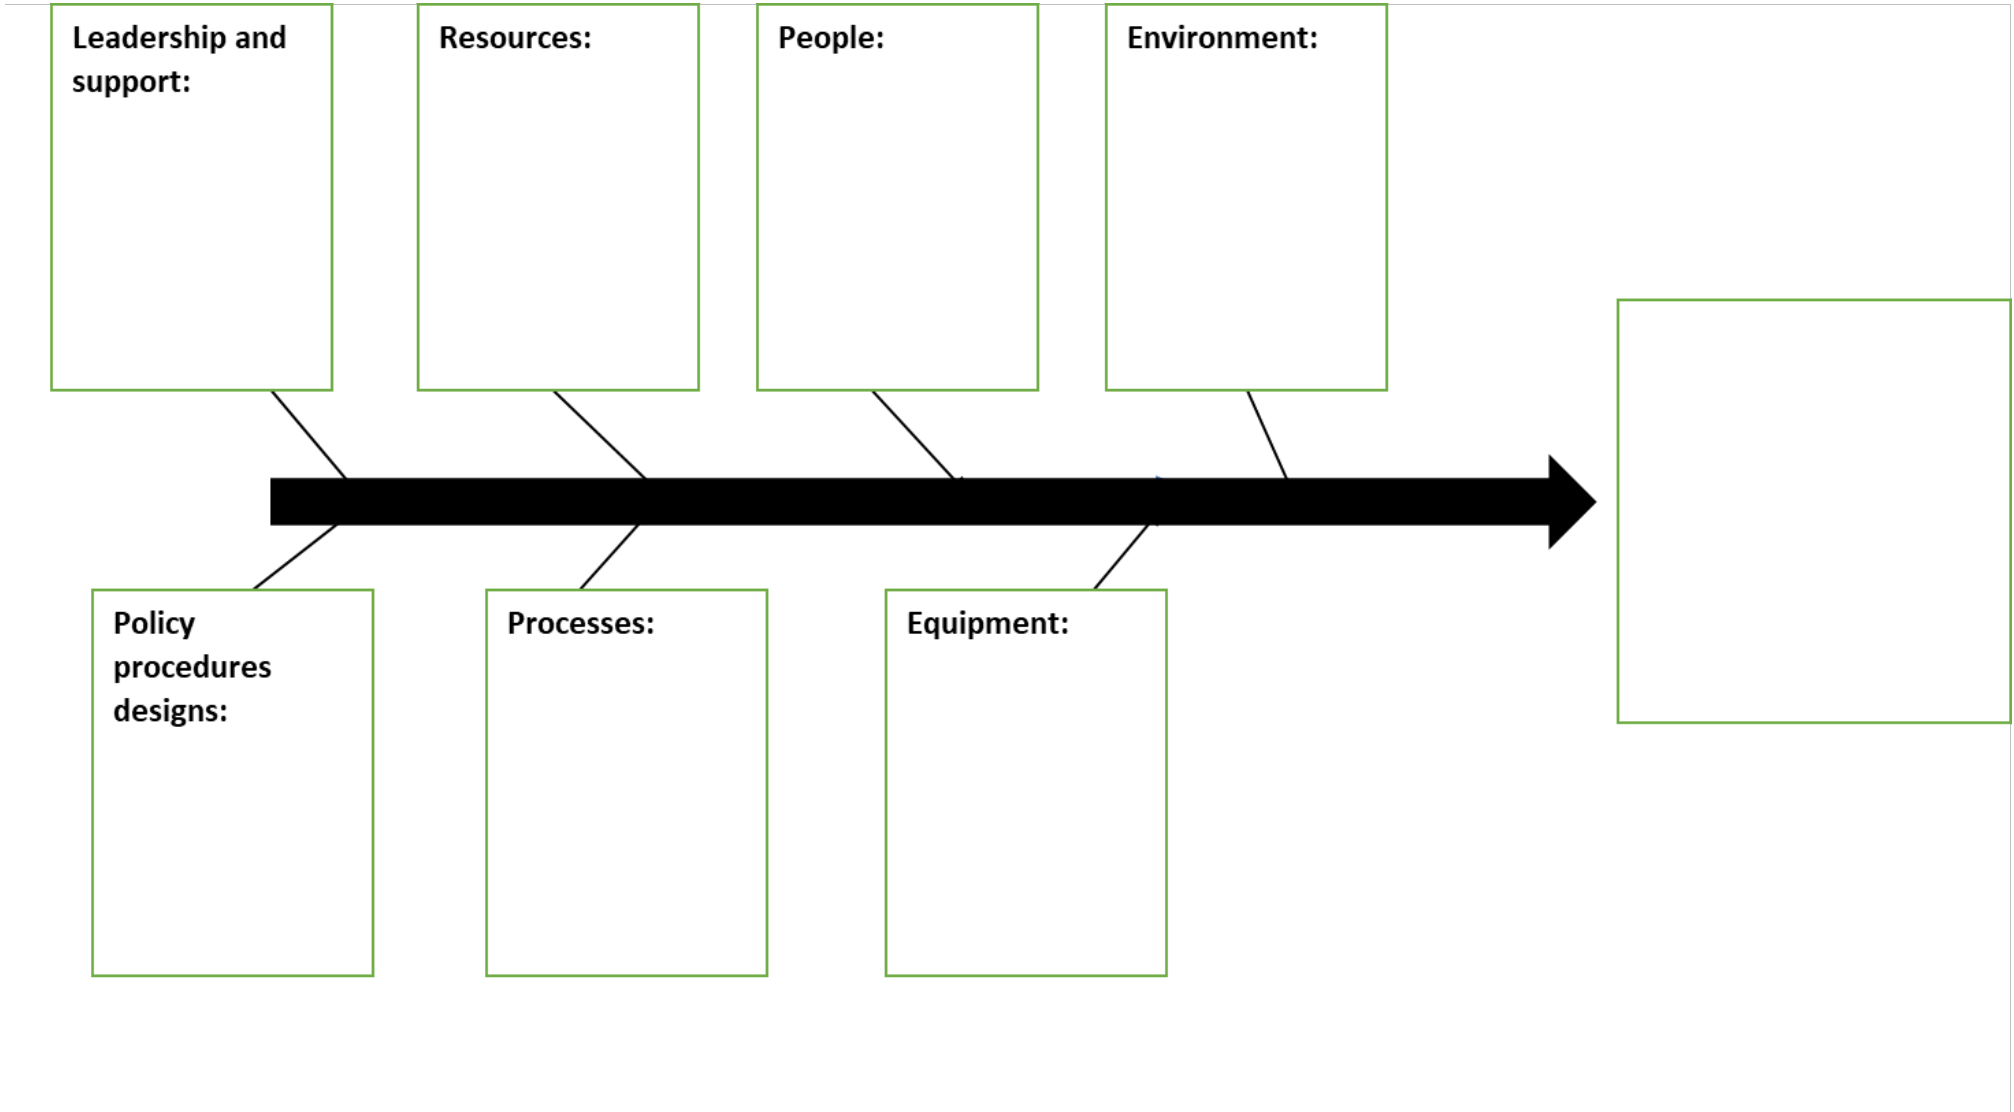 Leadership and
support:
Resources:
People:
Environment:
Policy
procedures
designs:
Processes:
Equipment: